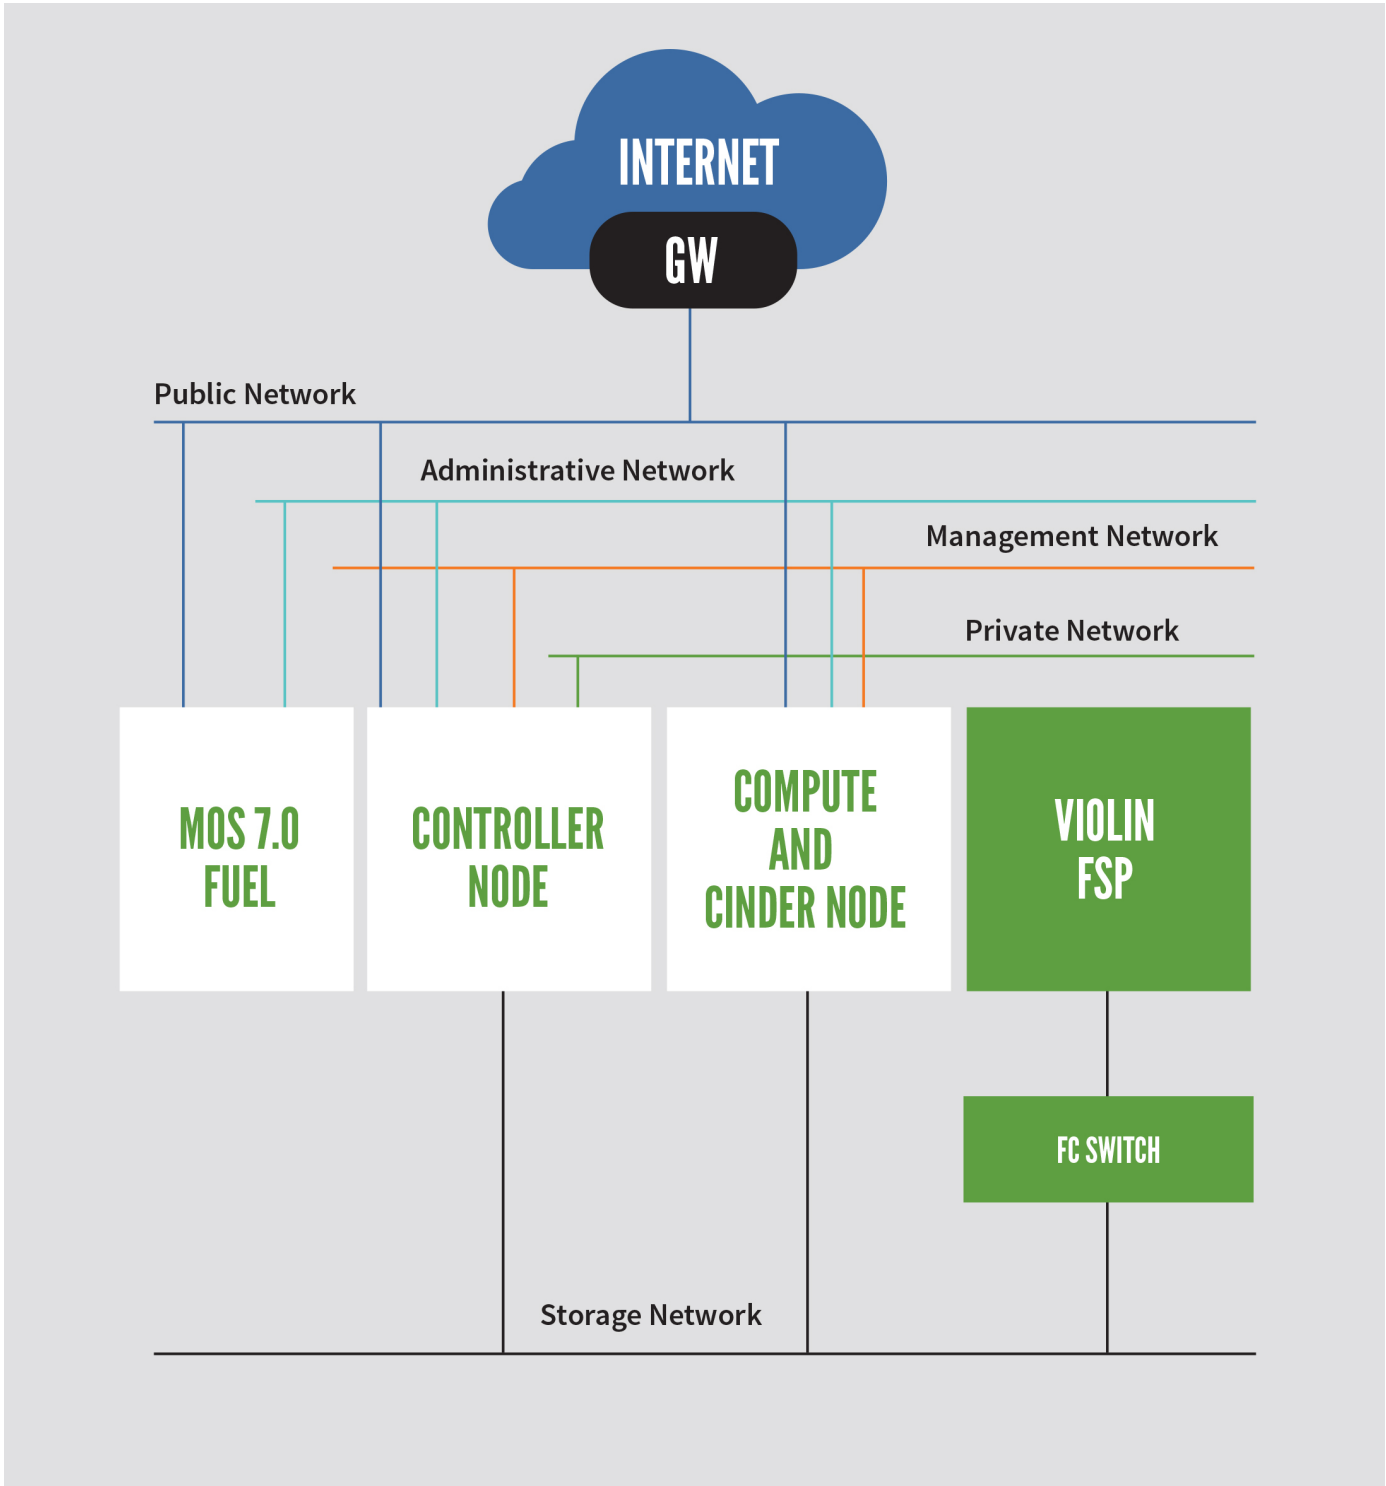 INTERNET
GW
Public Network
Administrative Network
Management Network
Private Network
MOS 7.0
FUEL
CONTROLLER
NODE
COMPUTE
AND
CINDER NODE
VIOLIN
FSP
FC SWITCH
Storage Network